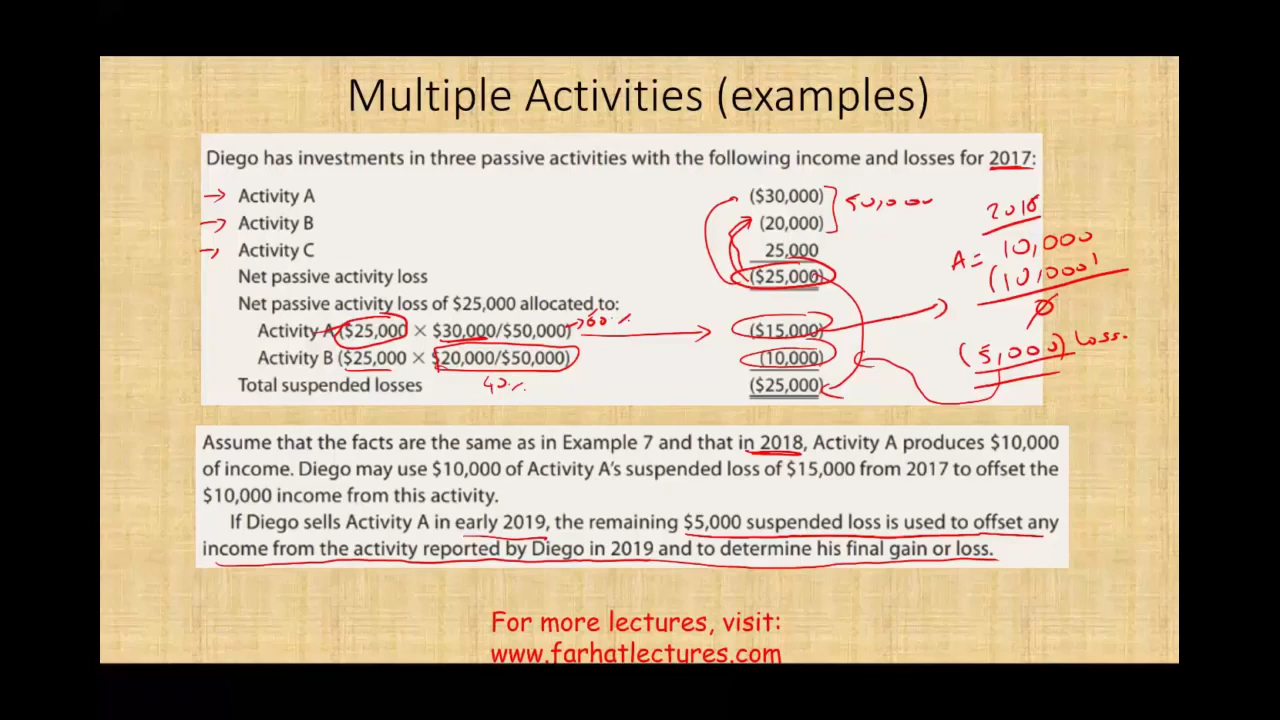 Multiple Activities (examples)
Diego has investments in three passive activities with the following income and losses for 2017:
Activity A ($30,000) 50,000
Activity B (20,000) 2018
Activity C 25,000 A = 10,000
Net passive activity loss ($25,000) (10,000)
Net passive activity loss of $25,000 allocated to: 0
Activity A ($25,000 × $30,000/$50,000) 60% ($15,000)
Activity B ($25,000 × $20,000/$50,000) (10,000) (5,000) loss.
40%
Total suspended losses ($25,000)
Assume that the facts are the same as in Example 7 and that in 2018, Activity A produces $10,000
of income. Diego may use $10,000 of Activity A's suspended loss of $15,000 from 2017 to offset the
$10,000 income from this activity.
If Diego sells Activity A in early 2019, the remaining $5,000 suspended loss is used to offset any
income from the activity reported by Diego in 2019 and to determine his final gain or loss.
For more lectures, visit:
www.farhatlectures.com